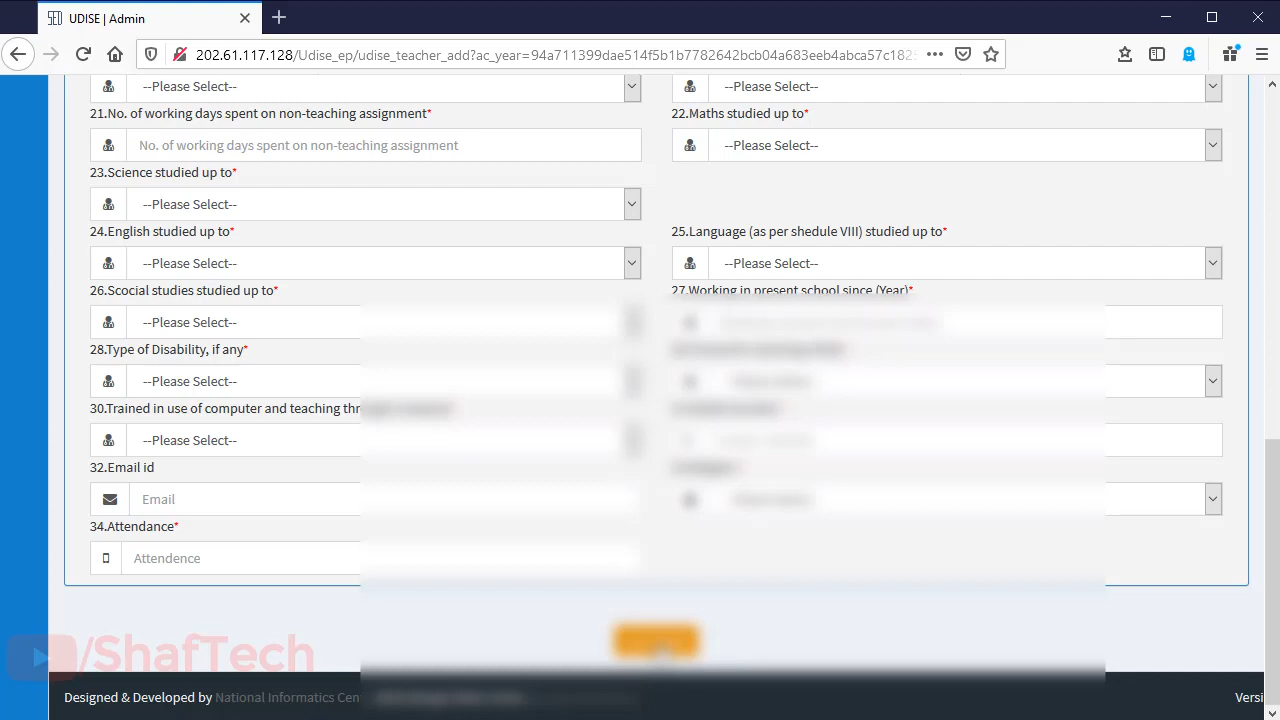 UDISE | Admin
202.61.117.128/Udise_ep/udise_teacher_add?ac_year=94a711399dae514f5b1b7782642bcb04a683eeb4abca57c1825
--Please Select--
--Please Select--
21.No. of working days spent on non-teaching assignment*
22.Maths studied up to*
No. of working days spent on non-teaching assignment
--Please Select--
23.Science studied up to*
--Please Select--
24.English studied up to*
25.Language (as per shedule VIII) studied up to*
--Please Select--
--Please Select--
26.Scocial studies studied up to*
27.Working in present school since (Year)*
--Please Select--
28.Type of Disability, if any*
--Please Select--
30.Trained in use of computer and teaching thr
--Please Select--
32.Email id
Email
34.Attendance*
Attendence
/ShafTech
Designed & Developed by National Informatics Cen
Versi